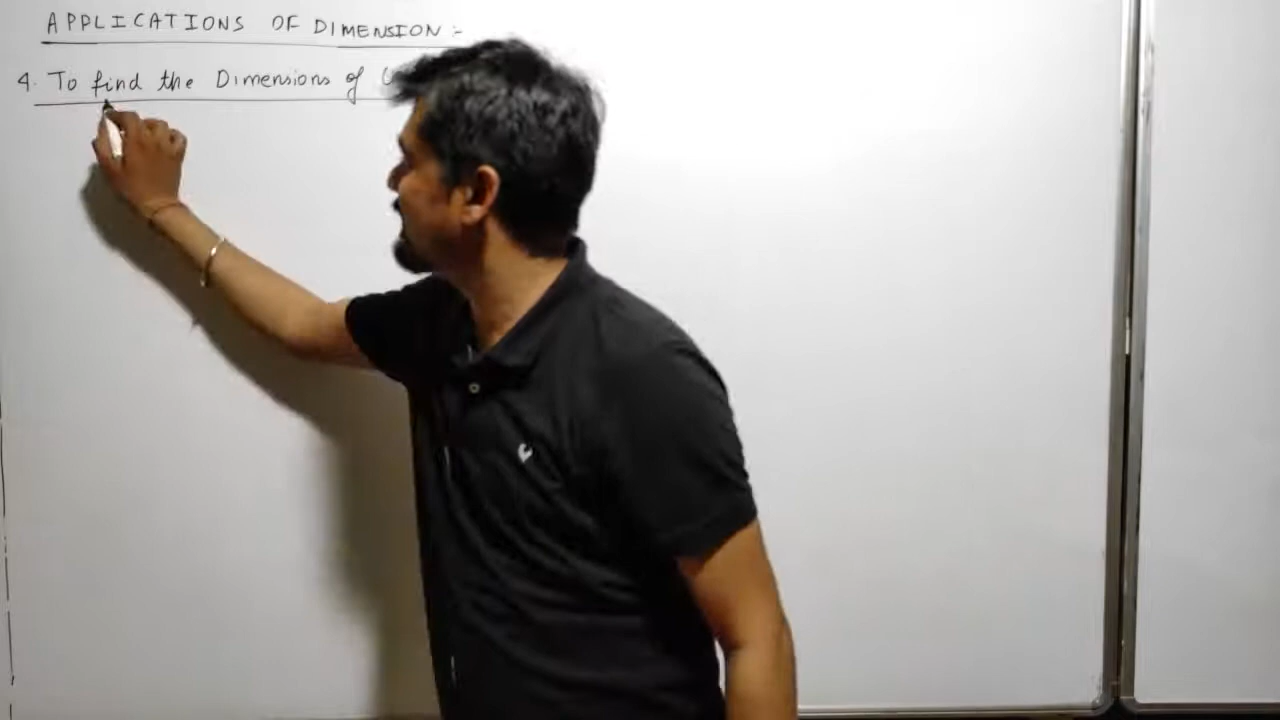 APPLICATIONS OF DIMENSION :-
4. To find the Dimensions of